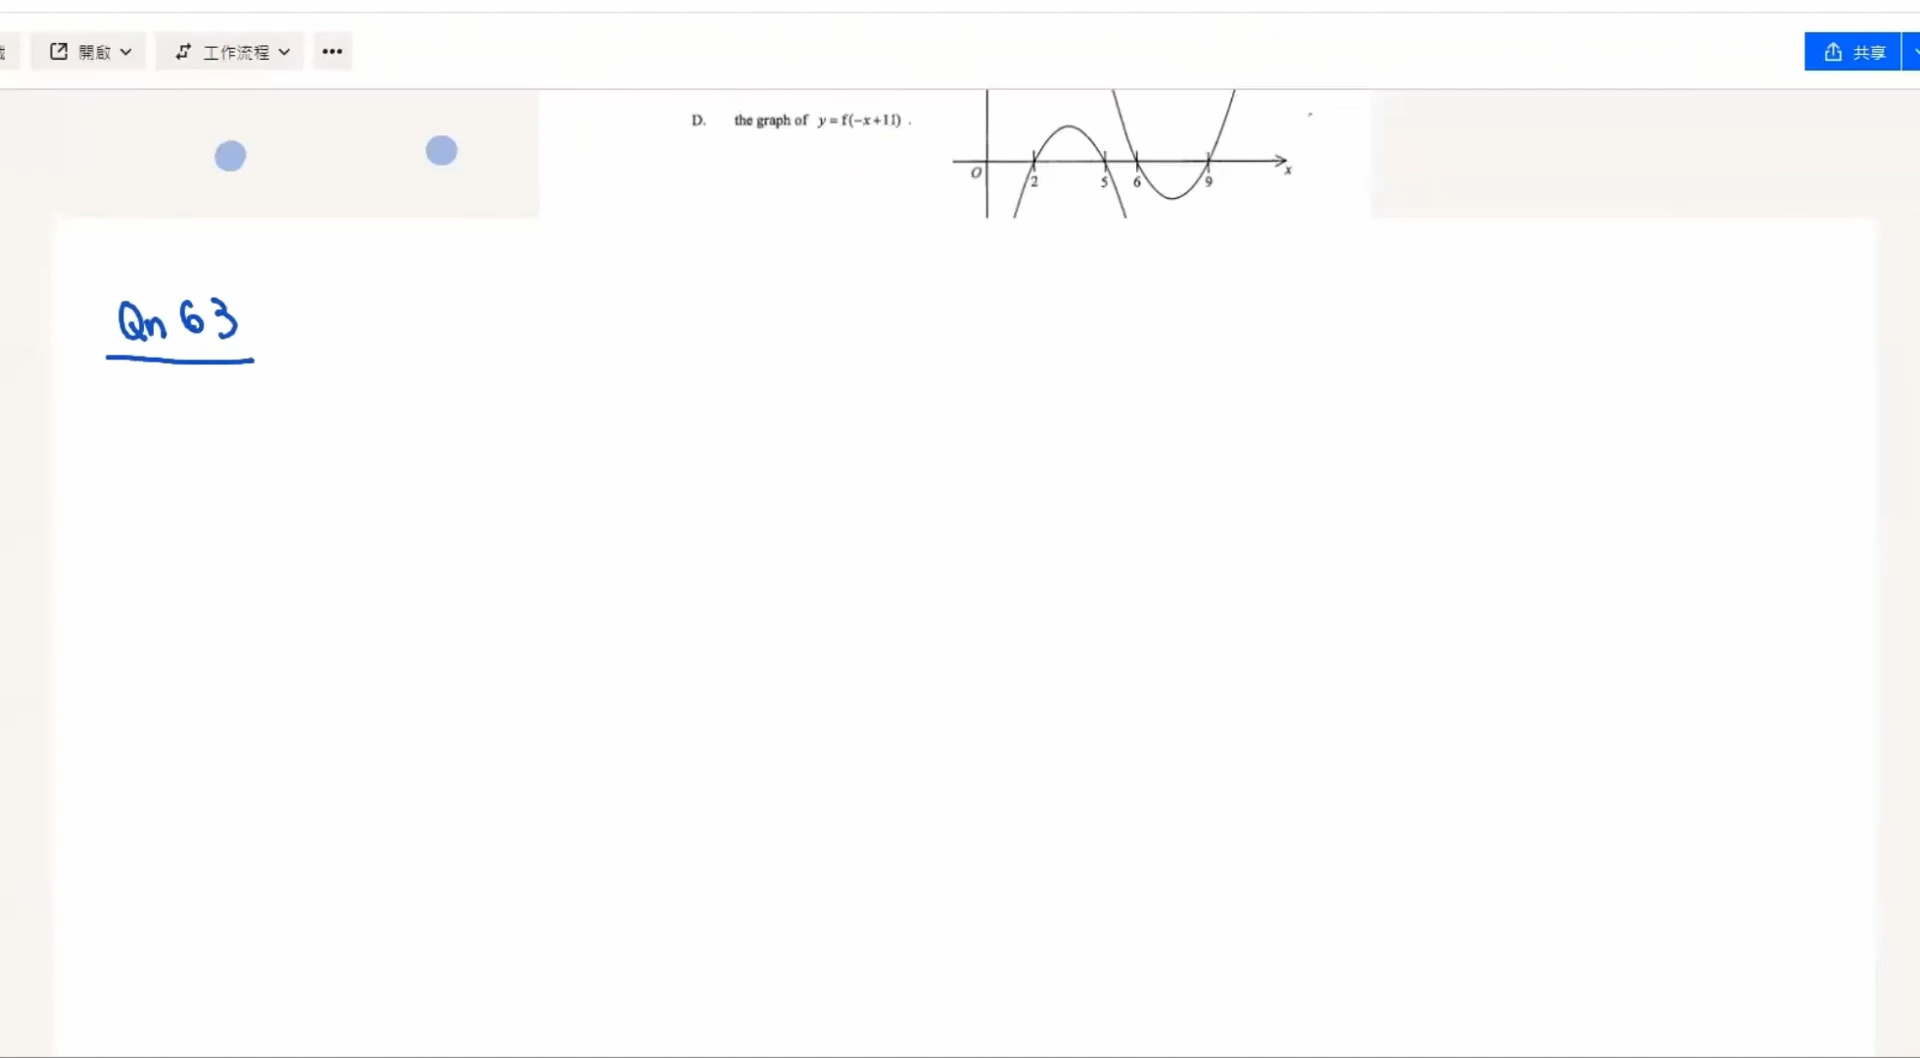 開啟
工作流程
共享
D. the graph of y = f(−x+11) .
O 2 5 6 9 x
Qn 63